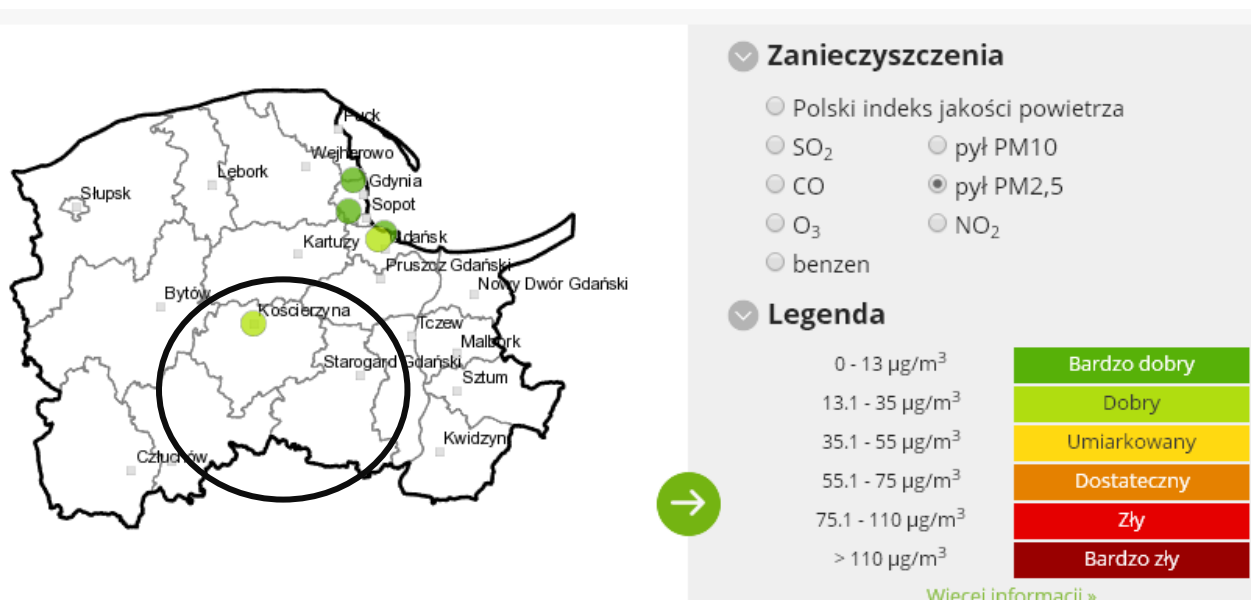 Puck
Wejherowo
Lębork
Gdynia
Słupsk
Sopot
Gdańsk
Kartuzy
Pruszcz Gdański
Nowy Dwór Gdański
Bytów
Kościerzyna
Tczew
Malbork
Starogard Gdański
Sztum
Kwidzyn
Człuchów
Zanieczyszczenia
Polski indeks jakości powietrza
SO₂ pył PM10
CO pył PM2,5
O₃ NO₂
benzen
Legenda
0 - 13 µg/m³ Bardzo dobry
13.1 - 35 µg/m³ Dobry
35.1 - 55 µg/m³ Umiarkowany
55.1 - 75 µg/m³ Dostateczny
75.1 - 110 µg/m³ Zły
> 110 µg/m³ Bardzo zły
Więcej informacji »